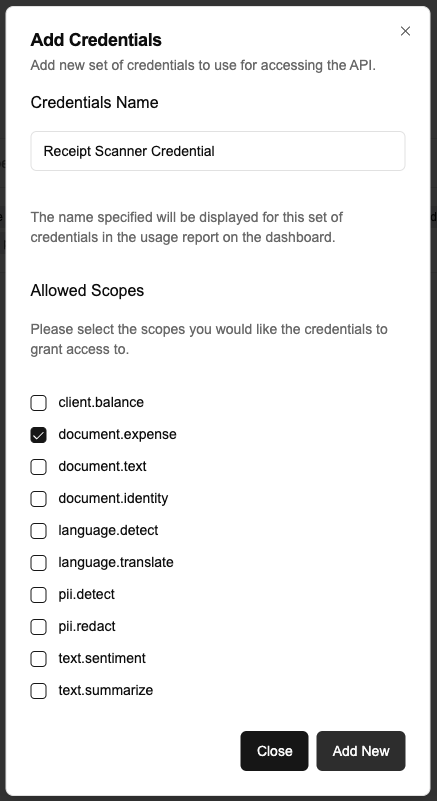 Add Credentials
Add new set of credentials to use for accessing the API.
Credentials Name
Receipt Scanner Credential
The name specified will be displayed for this set of
credentials in the usage report on the dashboard.
Allowed Scopes
Please select the scopes you would like the credentials to
grant access to.
client.balance
document.expense
document.text
document.identity
language.detect
language.translate
pii.detect
pii.redact
text.sentiment
text.summarize
Close
Add New